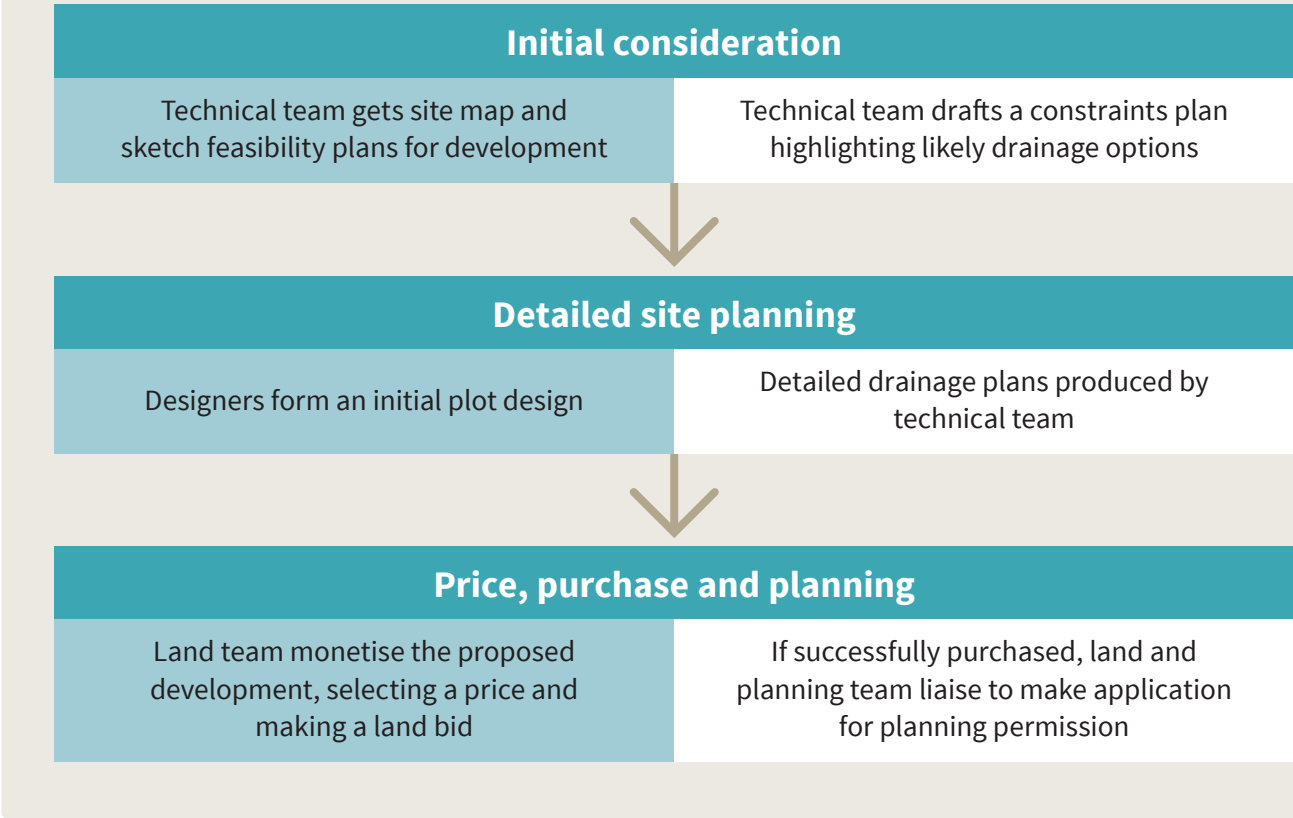 Initial consideration
Technical team gets site map and
sketch feasibility plans for development
Technical team drafts a constraints plan
highlighting likely drainage options
Detailed site planning
Designers form an initial plot design
Detailed drainage plans produced by
technical team
Price, purchase and planning
Land team monetise the proposed
development, selecting a price and
making a land bid
If successfully purchased, land and
planning team liaise to make application
for planning permission